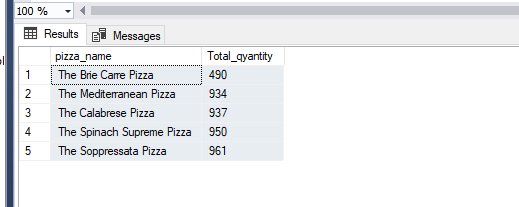 100 %
Results Messages
pizza_name Total_qyantity
1 The Brie Carre Pizza 490
2 The Mediterranean Pizza 934
3 The Calabrese Pizza 937
4 The Spinach Supreme Pizza 950
5 The Soppressata Pizza 961